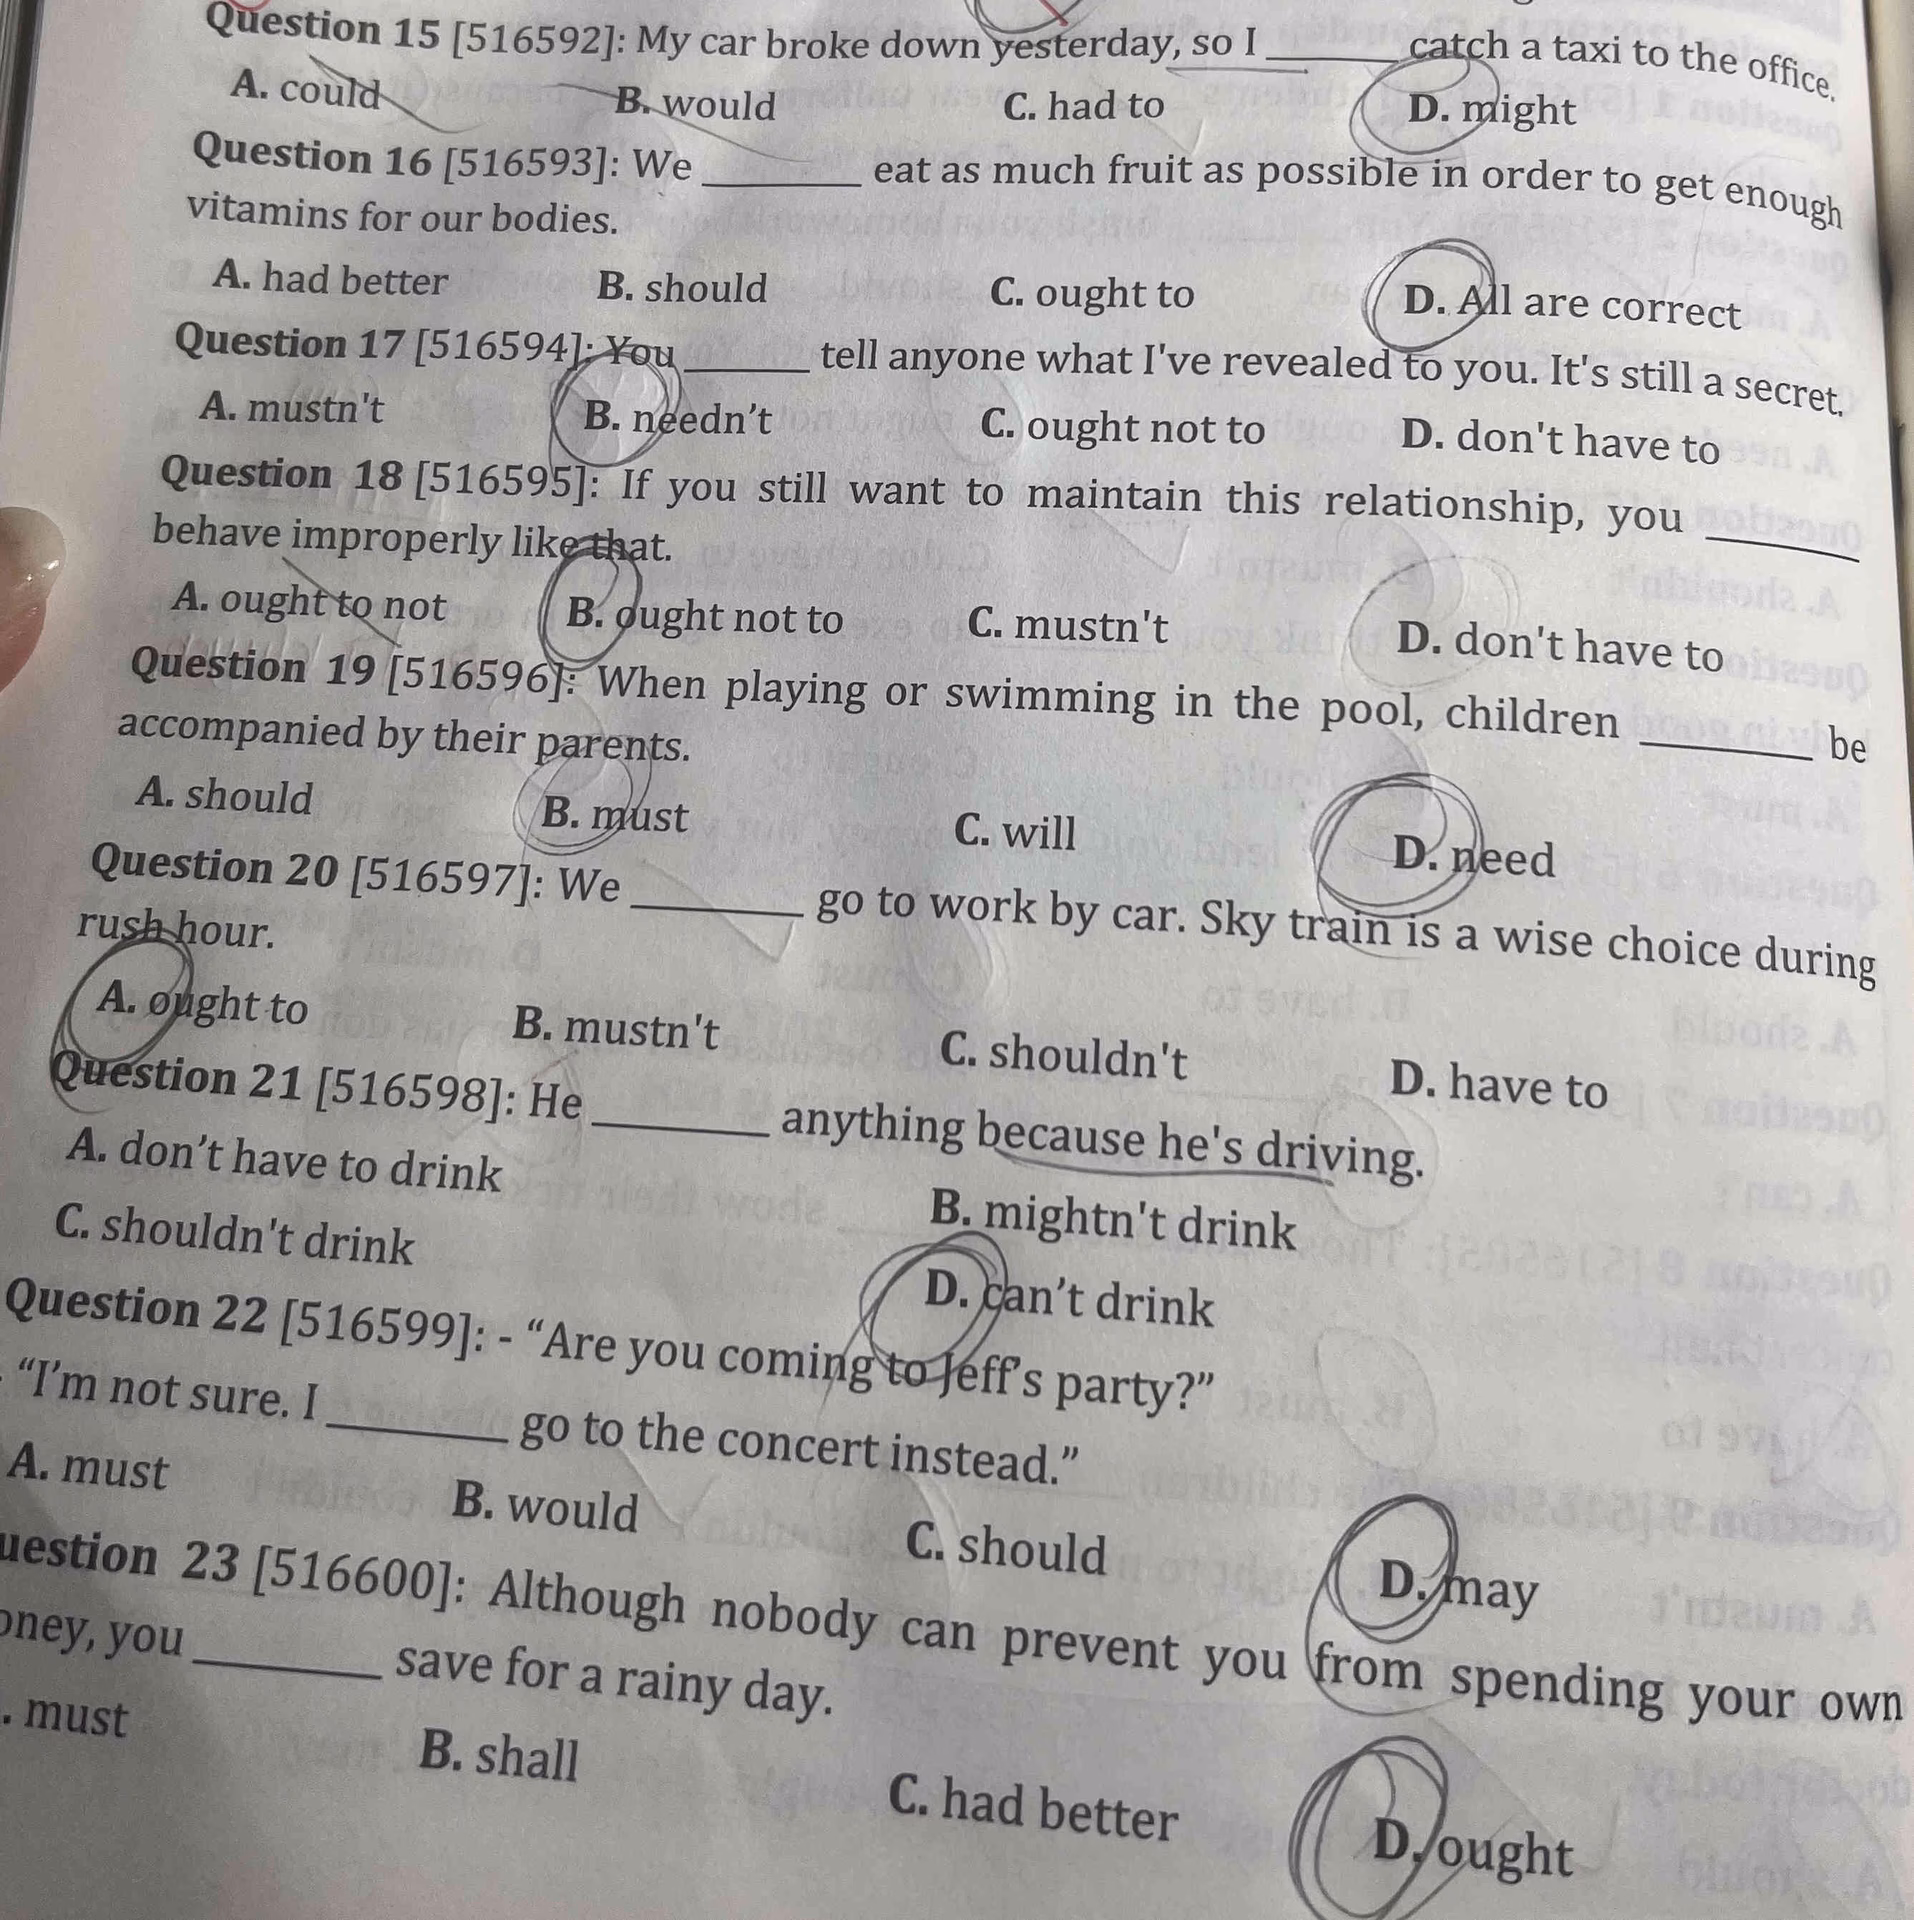 Question 15 [516592]: My car broke down yesterday, so I ______ catch a taxi to the office.
A. could B. would C. had to D. might
Question 16 [516593]: We ______ eat as much fruit as possible in order to get enough
vitamins for our bodies.
A. had better B. should C. ought to D. All are correct
Question 17 [516594]: You ______ tell anyone what I've revealed to you. It's still a secret.
A. mustn't B. needn't C. ought not to D. don't have to
Question 18 [516595]: If you still want to maintain this relationship, you ______
behave improperly like that.
A. ought to not B. ought not to C. mustn't D. don't have to
Question 19 [516596]: When playing or swimming in the pool, children ______ be
accompanied by their parents.
A. should B. must C. will D. need
Question 20 [516597]: We ______ go to work by car. Sky train is a wise choice during
rush hour.
A. ought to B. mustn't C. shouldn't D. have to
Question 21 [516598]: He ______ anything because he's driving.
A. don't have to drink B. mightn't drink
C. shouldn't drink D. can't drink
Question 22 [516599]: - “Are you coming to Jeff's party?”
- “I'm not sure. I ______ go to the concert instead.”
A. must B. would C. should D. may
uestion 23 [516600]: Although nobody can prevent you from spending your own
oney, you ______ save for a rainy day.
. must B. shall C. had better D. ought